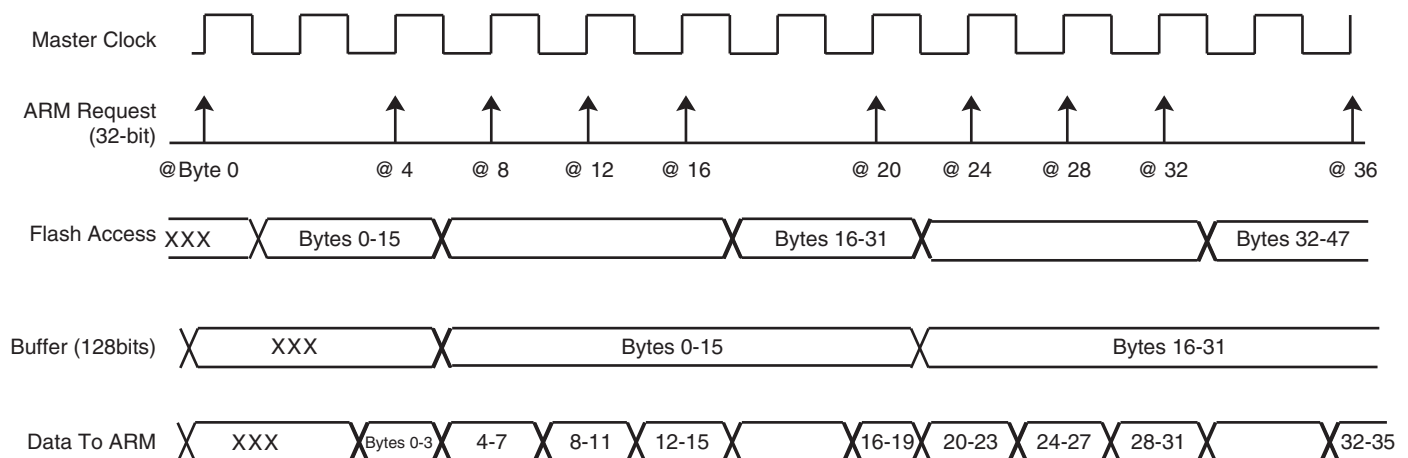 Master Clock
ARM Request
(32-bit)
@Byte 0 @ 4 @ 8 @ 12 @ 16 @ 20 @ 24 @ 28 @ 32 @ 36
Flash Access XXX Bytes 0-15 Bytes 16-31 Bytes 32-47
Buffer (128bits) XXX Bytes 0-15 Bytes 16-31
Data To ARM XXX Bytes 0-3 4-7 8-11 12-15 16-19 20-23 24-27 28-31 32-35